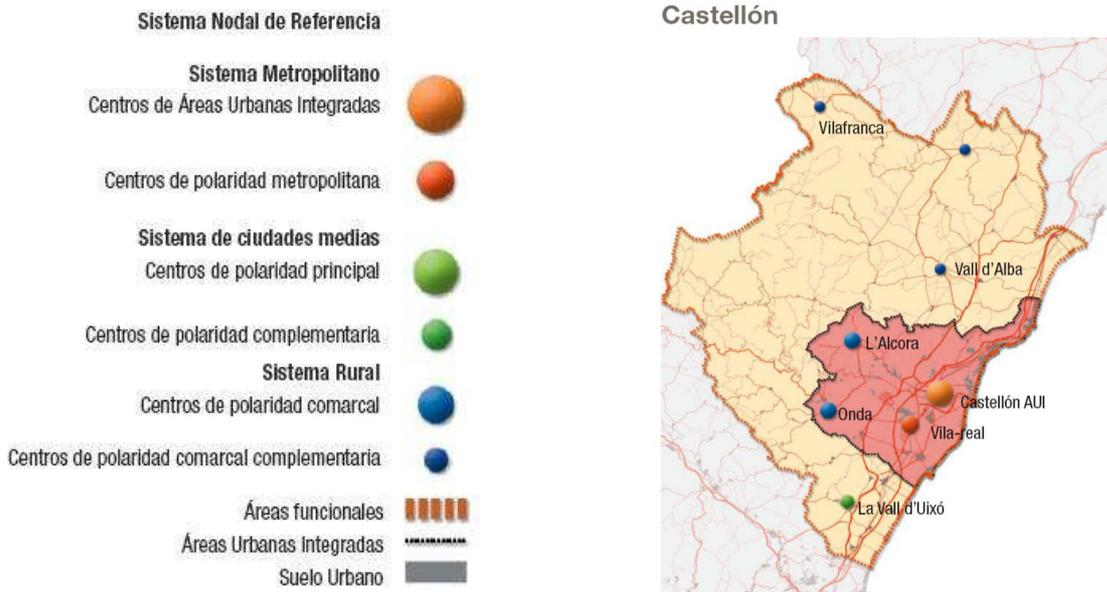 Sistema Nodal de Referencia
Sistema Metropolitano
Centros de Áreas Urbanas Integradas
Centros de polaridad metropolitana
Sistema de ciudades medias
Centros de polaridad principal
Centros de polaridad complementaria
Sistema Rural
Centros de polaridad comarcal
Centros de polaridad comarcal complementaria
Áreas funcionales
Áreas Urbanas Integradas
Suelo Urbano
Castellón
Vilafranca
Vall d'Alba
L'Alcora
Castellón AUI
Onda
Vila-real
La Vall d'Uixó